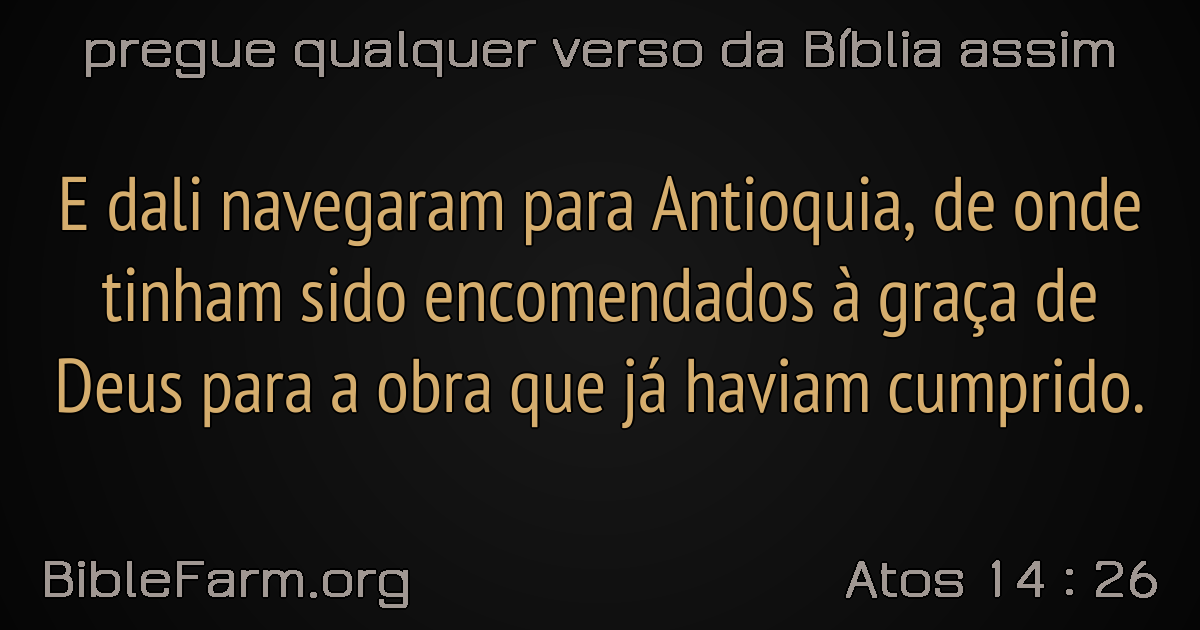 pregue qualquer verso da Bíblia assim
E dali navegaram para Antioquia, de onde
tinham sido encomendados à graça de
Deus para a obra que já haviam cumprido.
BibleFarm.org
Atos 14 : 26